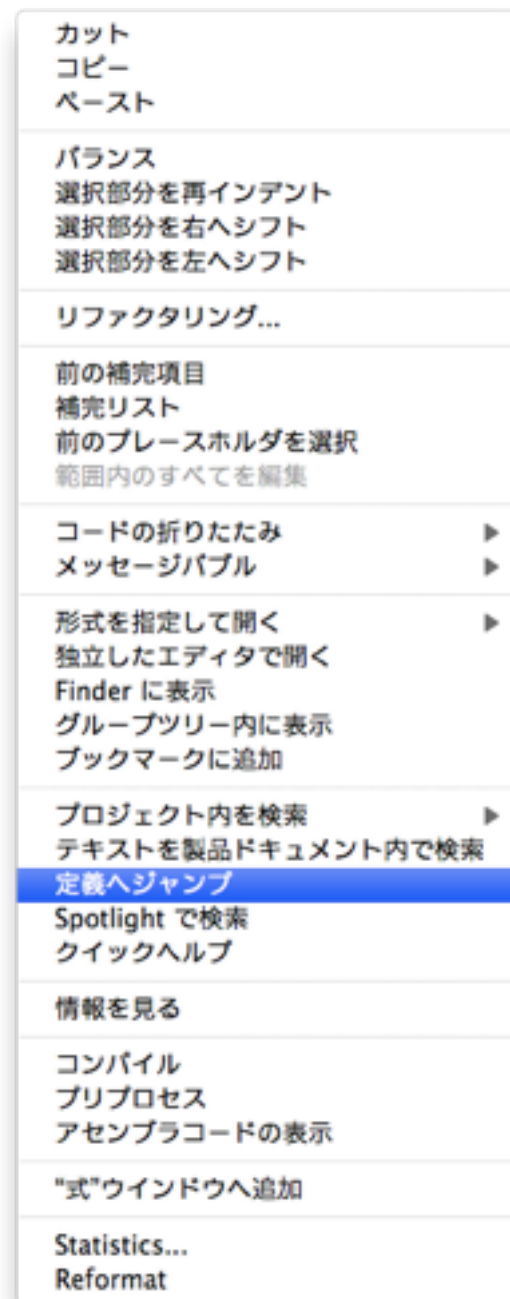 カット
コピー
ペースト
バランス
選択部分を再インデント
選択部分を右へシフト
選択部分を左へシフト
リファクタリング...
前の補完項目
補完リスト
前のプレースホルダを選択
範囲内のすべてを編集
コードの折りたたみ
メッセージバブル
形式を指定して開く
独立したエディタで開く
Finder に表示
グループツリー内に表示
ブックマークに追加
プロジェクト内を検索
テキストを製品ドキュメント内で検索
定義へジャンプ
Spotlight で検索
クイックヘルプ
情報を見る
コンパイル
プリプロセス
アセンブラコードの表示
“式”ウインドウへ追加
Statistics...
Reformat